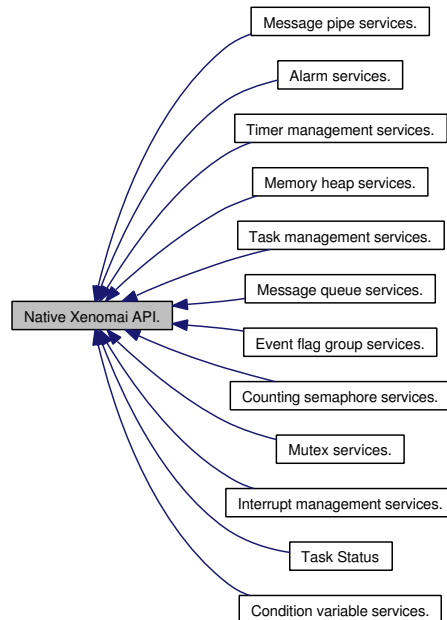 Message pipe services.
Alarm services.
Timer management services.
Memory heap services.
Task management services.
Message queue services.
Native Xenomai API.
Event flag group services.
Counting semaphore services.
Mutex services.
Interrupt management services.
Task Status
Condition variable services.